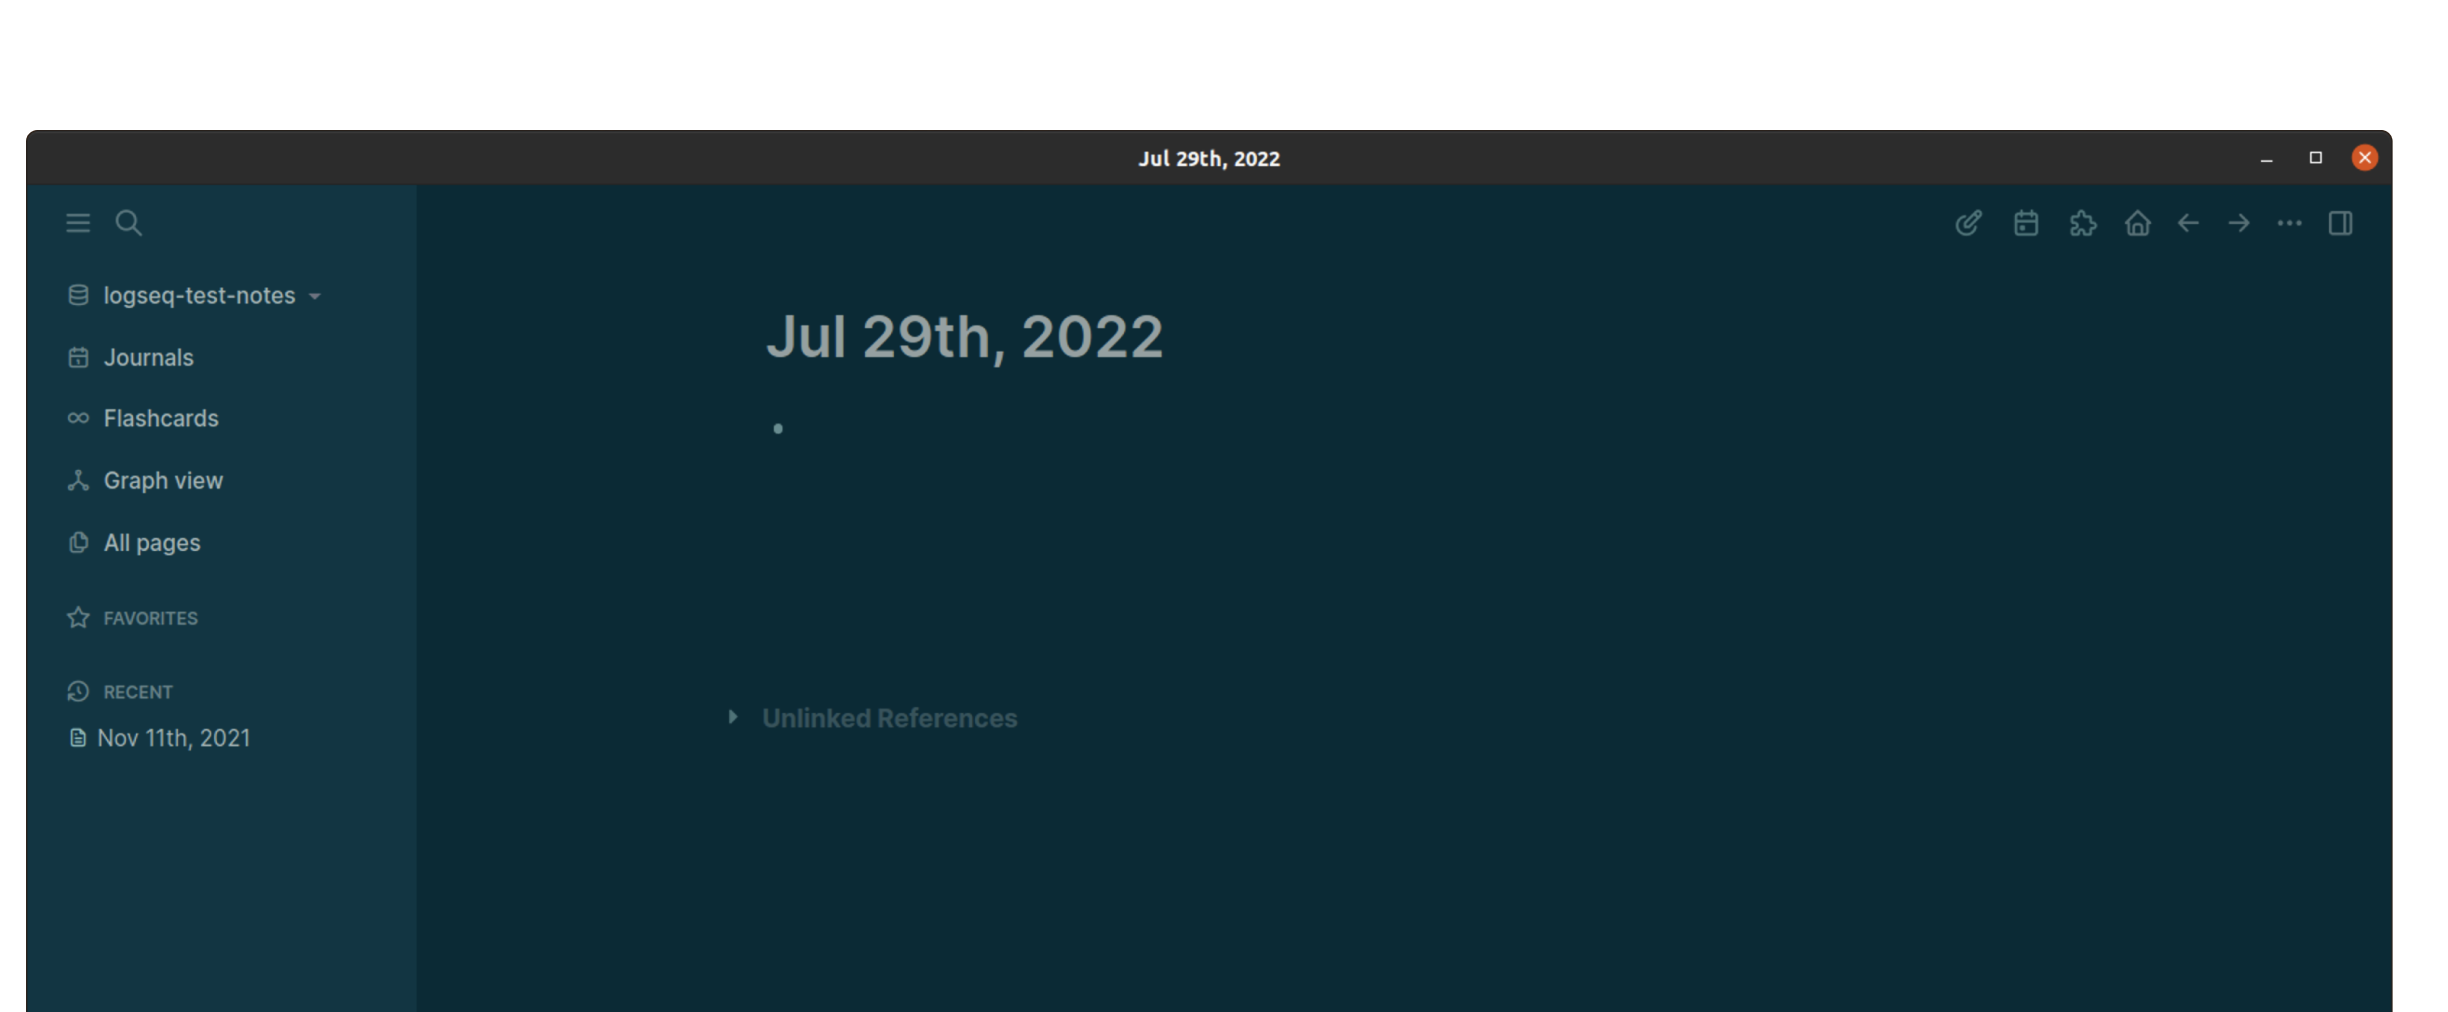 Jul 29th, 2022
logseq-test-notes
Journals
Flashcards
Graph view
All pages
FAVORITES
RECENT
Nov 11th, 2021
Jul 29th, 2022
Unlinked References